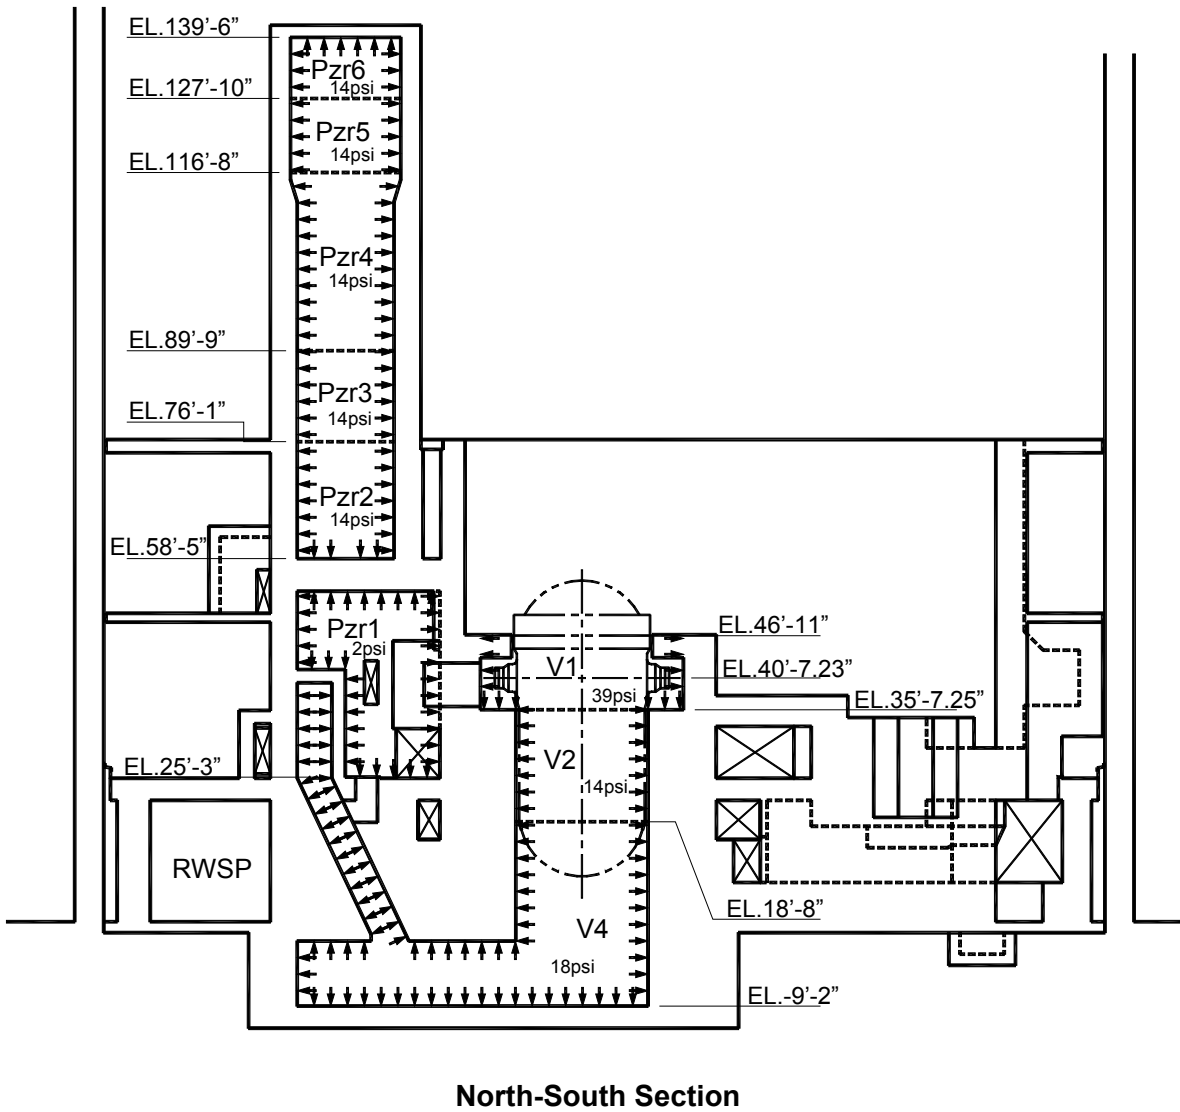 EL.139’-6”
Pzr6
14psi
EL.127’-10”
Pzr5
14psi
EL.116’-8”
Pzr4
14psi
EL.89’-9”
Pzr3
14psi
EL.76’-1”
Pzr2
14psi
EL.58’-5”
Pzr1
2psi
EL.46’-11”
V1
EL.40’-7.23”
39psi
EL.35’-7.25”
V2
EL.25’-3”
14psi
RWSP
EL.18’-8”
V4
18psi
EL.-9’-2”
North-South Section